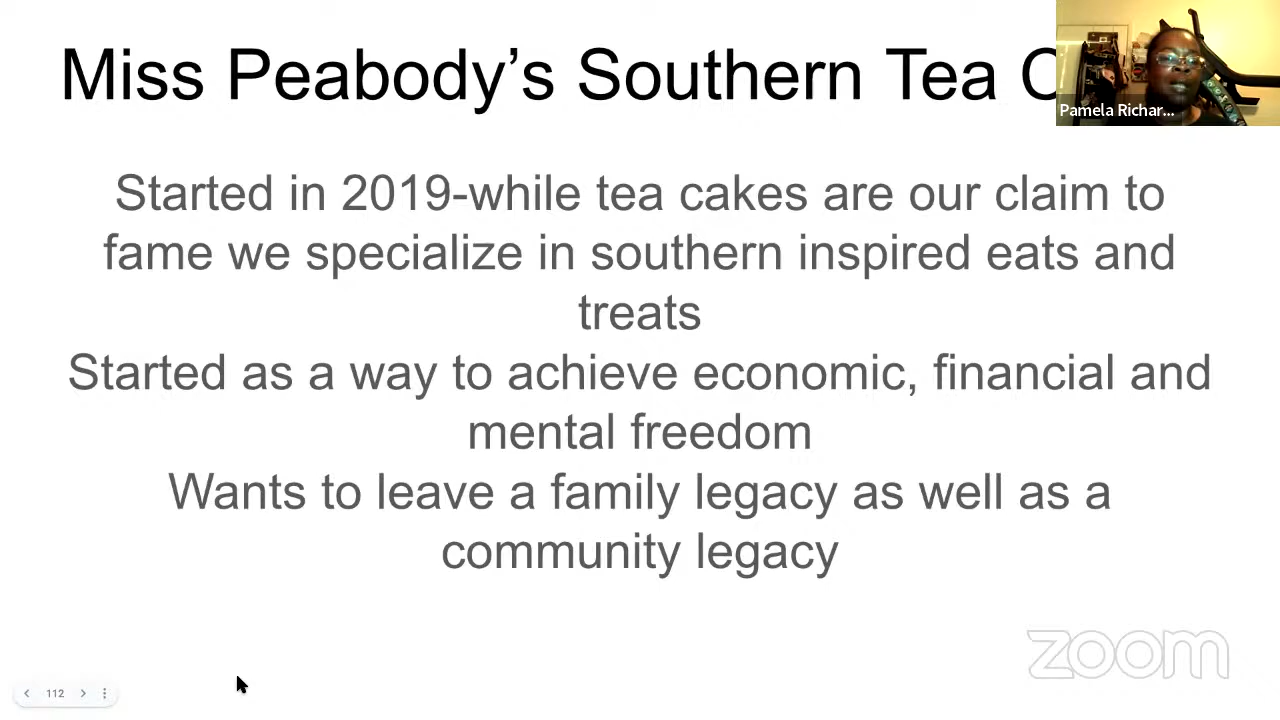 Miss Peabody's Southern Tea
Pamela Richar...
Started in 2019-while tea cakes are our claim to
fame we specialize in southern inspired eats and
treats
Started as a way to achieve economic, financial and
mental freedom
Wants to leave a family legacy as well as a
community legacy
zoom
112